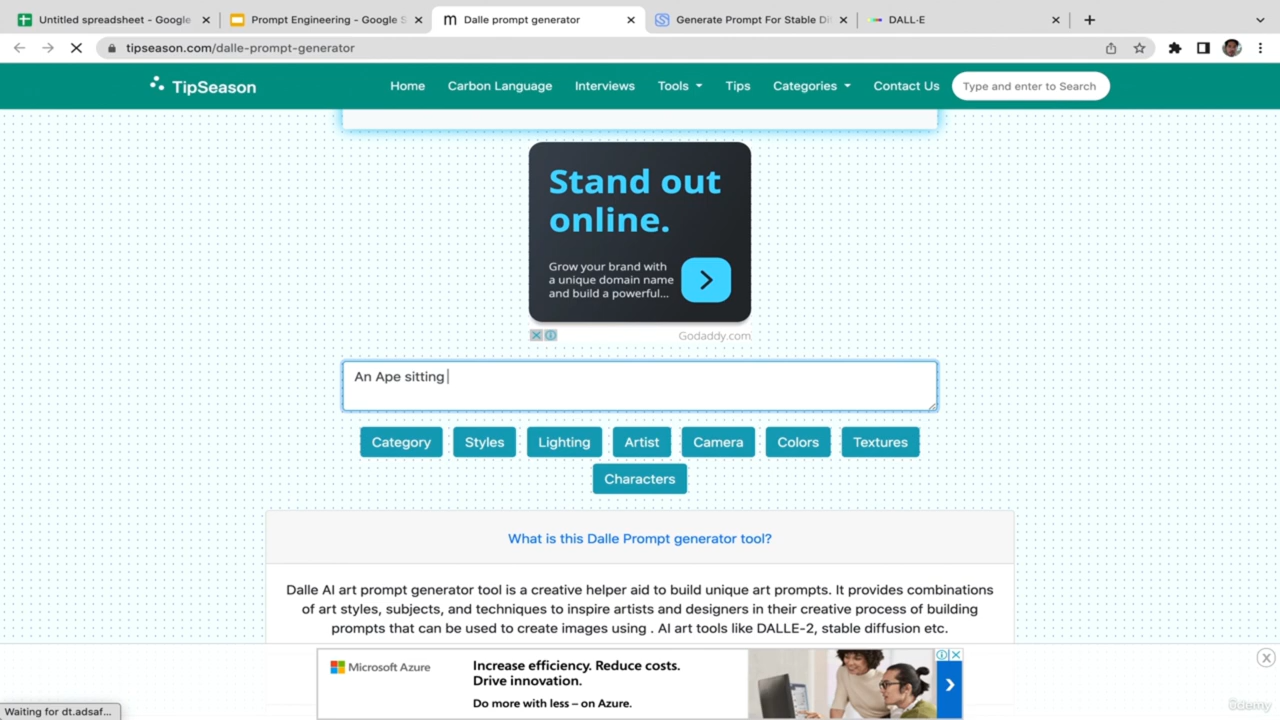 Untitled spreadsheet - Google
Prompt Engineering - Google S
Dalle prompt generator
Generate Prompt For Stable Dif
DALL·E
tipseason.com/dalle-prompt-generator
TipSeason
Home
Carbon Language
Interviews
Tools
Tips
Categories
Contact Us
Type and enter to Search
Stand out
online.
Grow your brand with
a unique domain name
and build a powerful...
Godaddy.com
An Ape sitting
Category
Styles
Lighting
Artist
Camera
Colors
Textures
Characters
What is this Dalle Prompt generator tool?
Dalle AI art prompt generator tool is a creative helper aid to build unique art prompts. It provides combinations
of art styles, subjects, and techniques to inspire artists and designers in their creative process of building
prompts that can be used to create images using . AI art tools like DALLE-2, stable diffusion etc.
Microsoft Azure
Increase efficiency. Reduce costs.
Drive innovation.
Do more with less – on Azure.
Waiting for dt.adsaf...
ûdemy